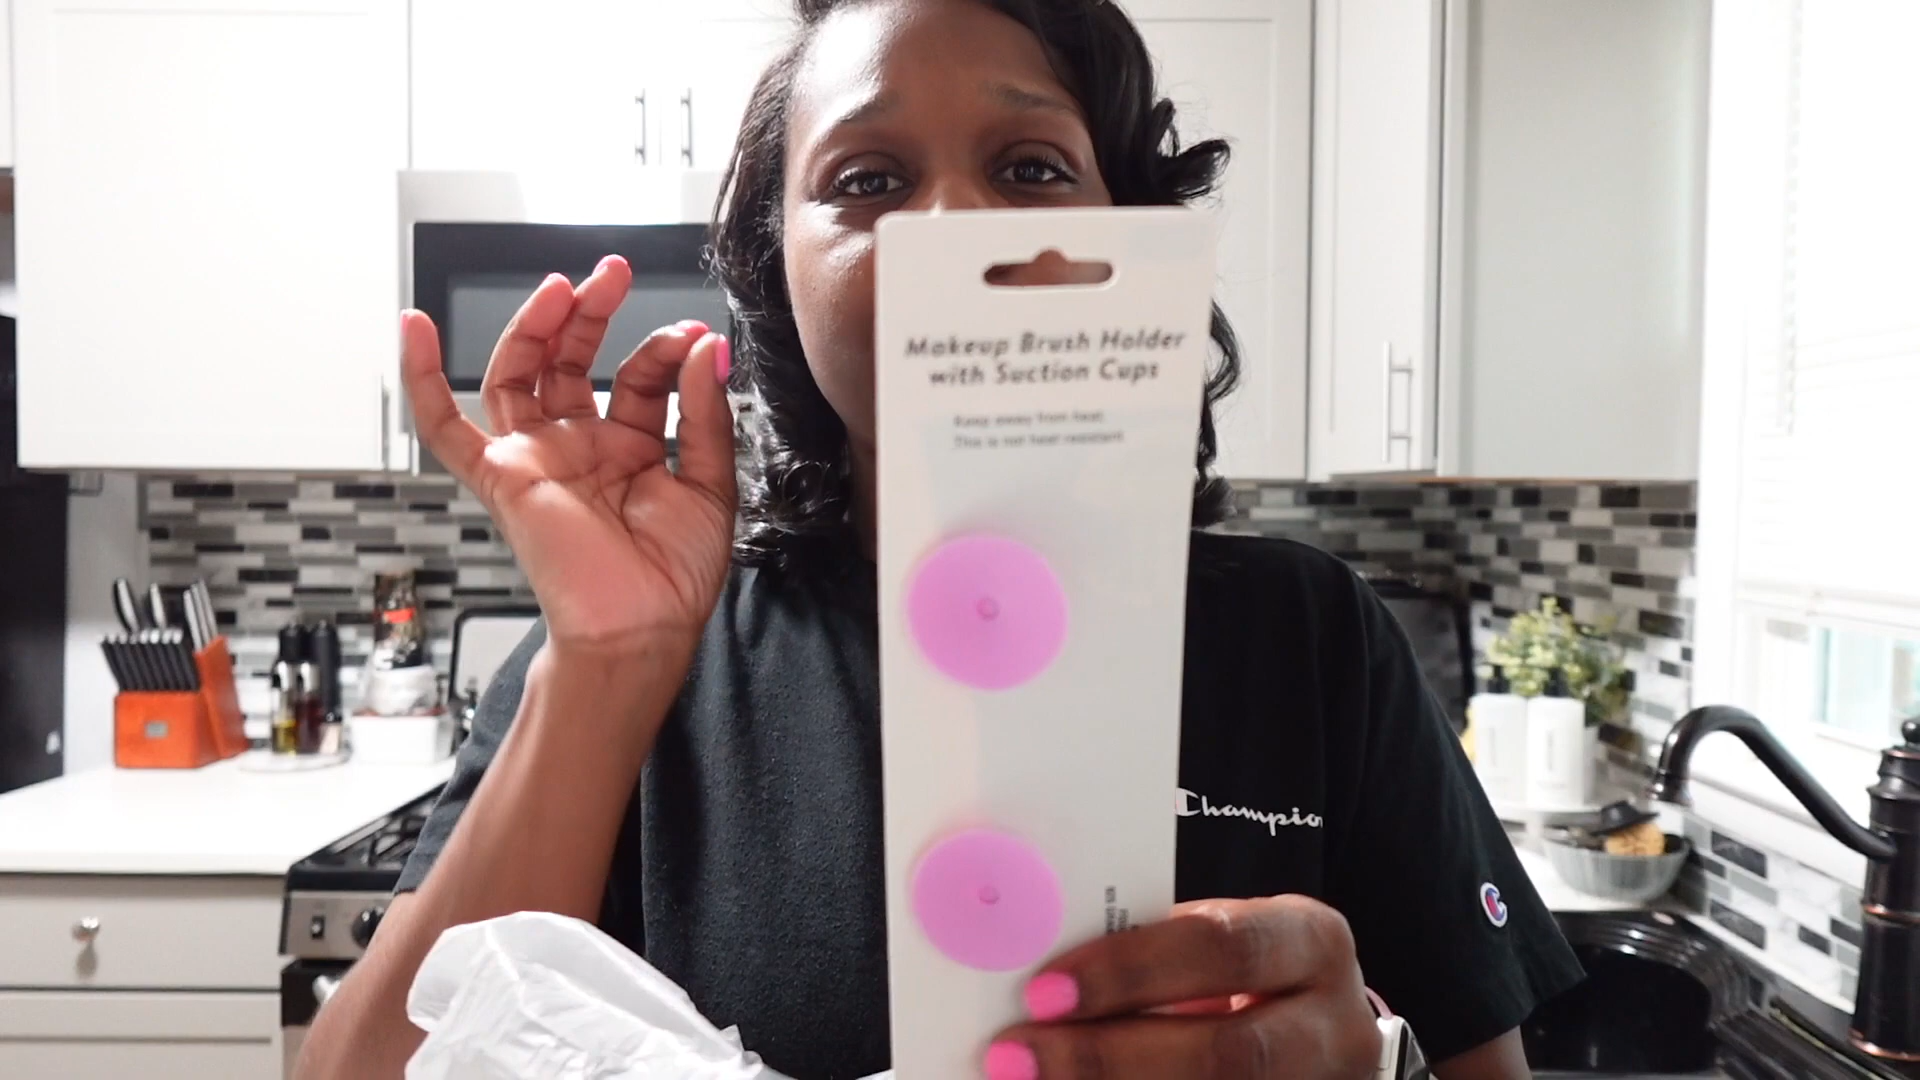 Makeup Brush Holder
with Suction Cups
Keep away from heat.
This is not heat resistant.
Champion